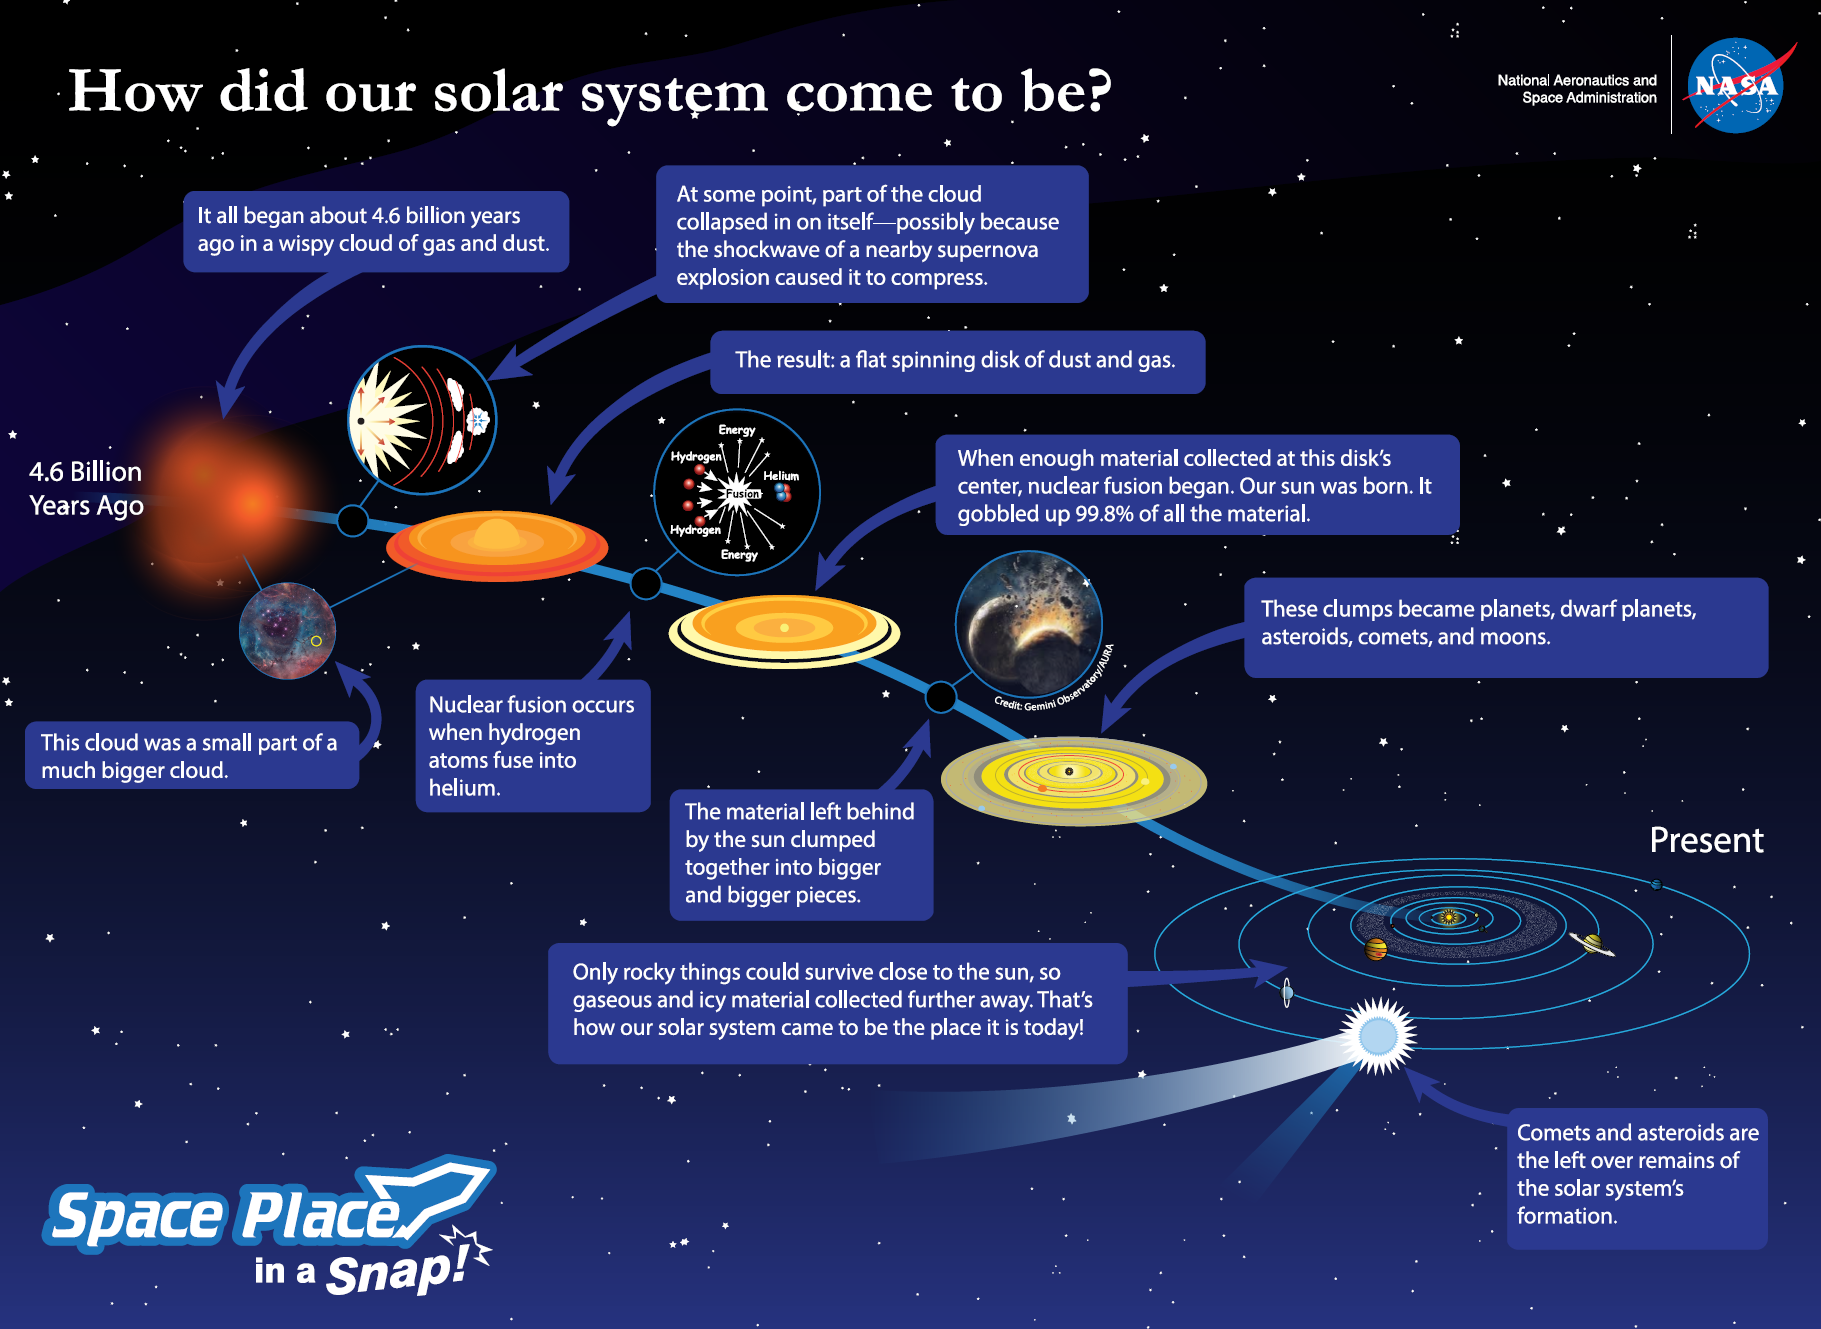 How did our solar system come to be?
National Aeronautics and
Space Administration
NASA
It all began about 4.6 billion years
ago in a wispy cloud of gas and dust.
At some point, part of the cloud
collapsed in on itself—possibly because
the shockwave of a nearby supernova
explosion caused it to compress.
The result: a flat spinning disk of dust and gas.
4.6 Billion
Years Ago
Energy
Hydrogen
Helium
Fusion
Hydrogen
Energy
When enough material collected at this disk's
center, nuclear fusion began. Our sun was born. It
gobbled up 99.8% of all the material.
These clumps became planets, dwarf planets,
asteroids, comets, and moons.
Credit: Gemini Observatory/AURA
This cloud was a small part of a
much bigger cloud.
Nuclear fusion occurs
when hydrogen
atoms fuse into
helium.
The material left behind
by the sun clumped
together into bigger
and bigger pieces.
Present
Only rocky things could survive close to the sun, so
gaseous and icy material collected further away. That's
how our solar system came to be the place it is today!
Comets and asteroids are
the left over remains of
the solar system's
formation.
Space Place
in a Snap!